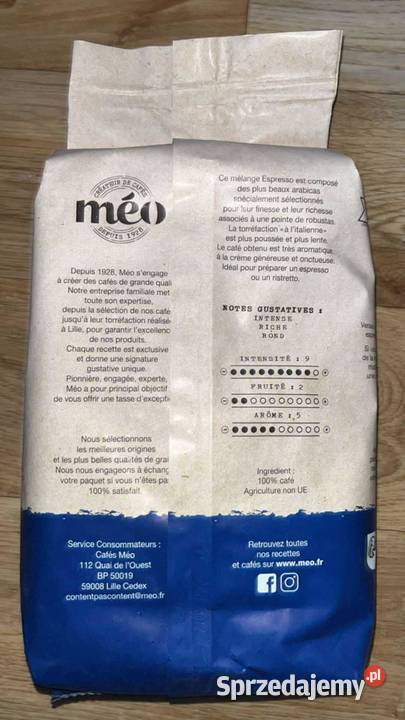 CRÉATEUR DE CAFÉS
méo
DEPUIS 1928
Depuis 1928, Méo s'engage
à créer des cafés de grande quali
Notre entreprise familiale met
toute son expertise,
depuis la sélection de nos café
jusqu'à leur torréfaction réalisé
à Lille, pour garantir l'excellenc
de nos produits.
Chaque recette est exclusive
et donne une signature
gustative unique.
Pionnière, engagée, experte,
Méo a pour principal objectif
de vous offrir une tasse d'excepti
Nous sélectionnons
les meilleures origines
et les plus belles qualités de grai
Nous nous engageons à échang
votre paquet si vous n'êtes pa
100% satisfait.
Service Consommateurs :
Cafés Méo
112 Quai de l'Ouest
BP 50019
59008 Lille Cedex
contentpascontent@meo.fr
Ce mélange Espresso est composé
des plus beaux arabicas
spécialement sélectionnés
pour leur finesse et leur richesse
associés à une pointe de robustas.
La torréfaction «à l'italienne»
est plus poussée et plus lente.
Le café obtenu est très aromatique
à la crème généreuse et onctueuse.
Idéal pour préparer un espresso
ou un ristretto.
NOTES GUSTATIVES :
INTENSE
RICHE
ROND
INTENSITÉ : 9
FRUITÉ : 2
ARÔME : 5
Ingrédient :
100% café
Agriculture non UE
Retrouvez toutes
nos recettes
et cafés sur www.meo.fr
Sprzedajemy.pl